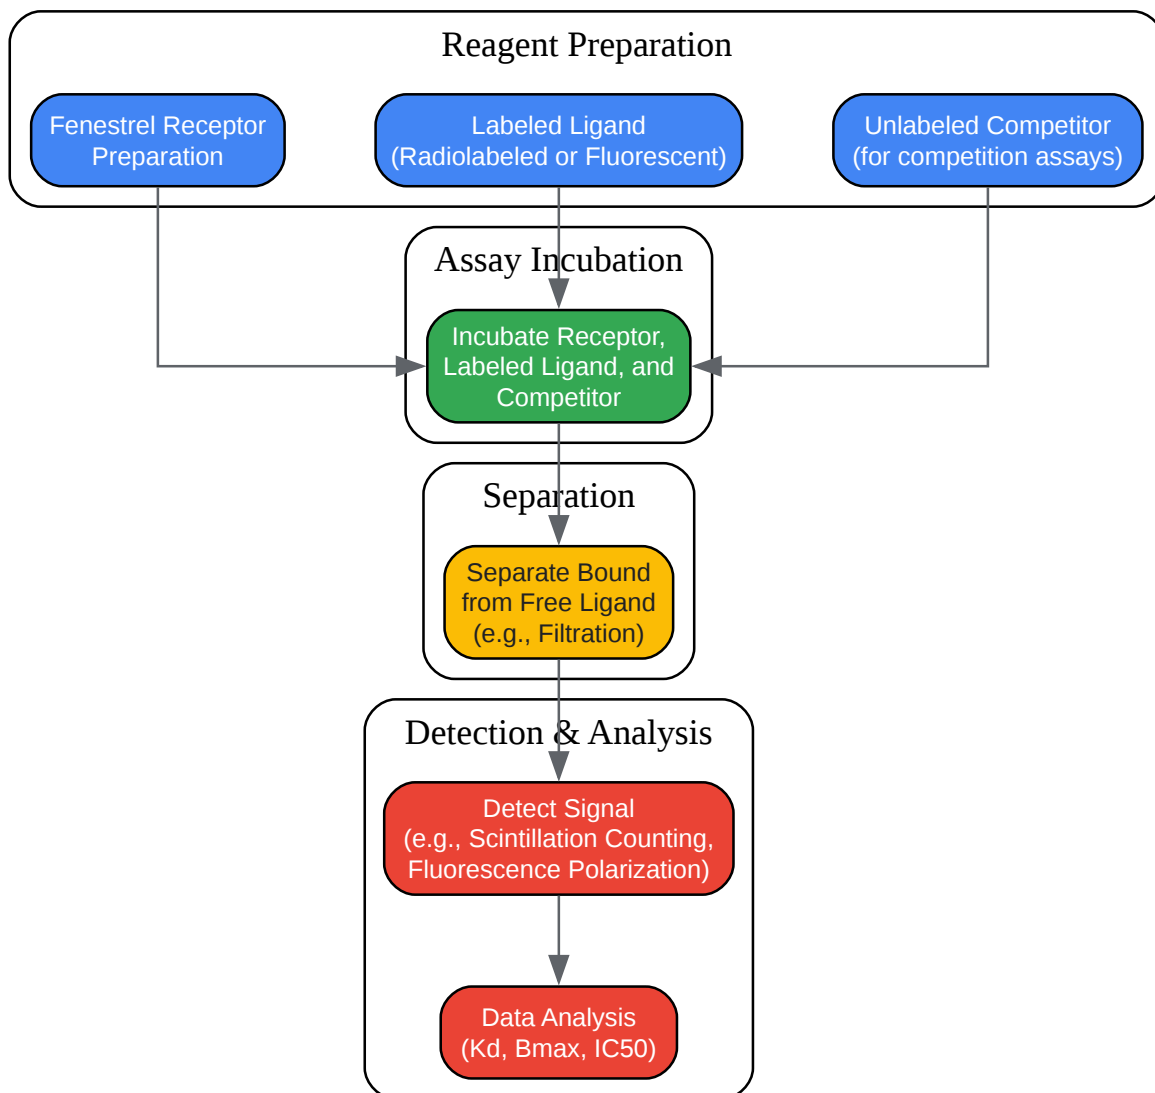 Reagent Preparation
Fenestrel Receptor
Preparation
Labeled Ligand
(Radiolabeled or Fluorescent)
Unlabeled Competitor
(for competition assays)
Assay Incubation
Incubate Receptor,
Labeled Ligand, and
Competitor
Separation
Separate Bound
from Free Ligand
(e.g., Filtration)
Detection & Analysis
Detect Signal
(e.g., Scintillation Counting,
Fluorescence Polarization)
Data Analysis
(Kd, Bmax, IC50)